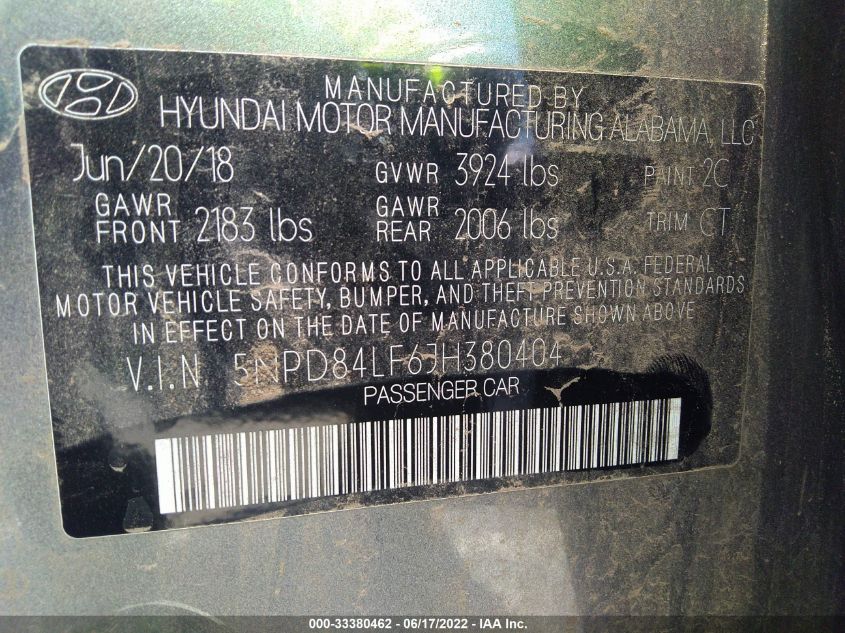 MANUFACTURED BY
HYUNDAI MOTOR MANUFACTURING ALABAMA, LLC
Jun/20/18 GVWR 3924 lbs PAINT 2C
GAWR FRONT 2183 lbs GAWR REAR 2006 lbs TRIM CT
THIS VEHICLE CONFORMS TO ALL APPLICABLE U.S.A. FEDERAL
MOTOR VEHICLE SAFETY, BUMPER, AND THEFT PREVENTION STANDARDS
IN EFFECT ON THE DATE OF MANUFACTURE SHOWN ABOVE
V.I.N 5NPD84LF6JH380404
PASSENGER CAR
000-33380462 - 06/17/2022 - IAA Inc.